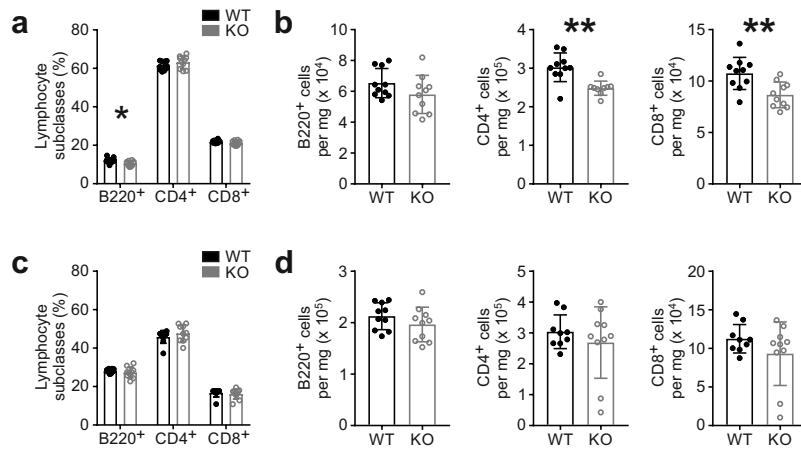 a
WT
KO
Lymphocyte
subclasses (%)
80
60
40
20
0
*
B220⁺ CD4⁺ CD8⁺
b
B220⁺ cells
per mg (x 10⁴)
10
8
6
4
2
0
WT KO
**
CD4⁺ cells
per mg (x 10⁵)
4
3
2
1
0
WT KO
**
CD8⁺ cells
per mg (x 10⁴)
15
10
5
0
WT KO
c
WT
KO
Lymphocyte
subclasses (%)
80
60
40
20
0
B220⁺ CD4⁺ CD8⁺
d
B220⁺ cells
per mg (x 10⁵)
3
2
1
0
WT KO
CD4⁺ cells
per mg (x 10⁵)
5
4
3
2
1
0
WT KO
CD8⁺ cells
per mg (x 10⁴)
20
15
10
5
0
WT KO